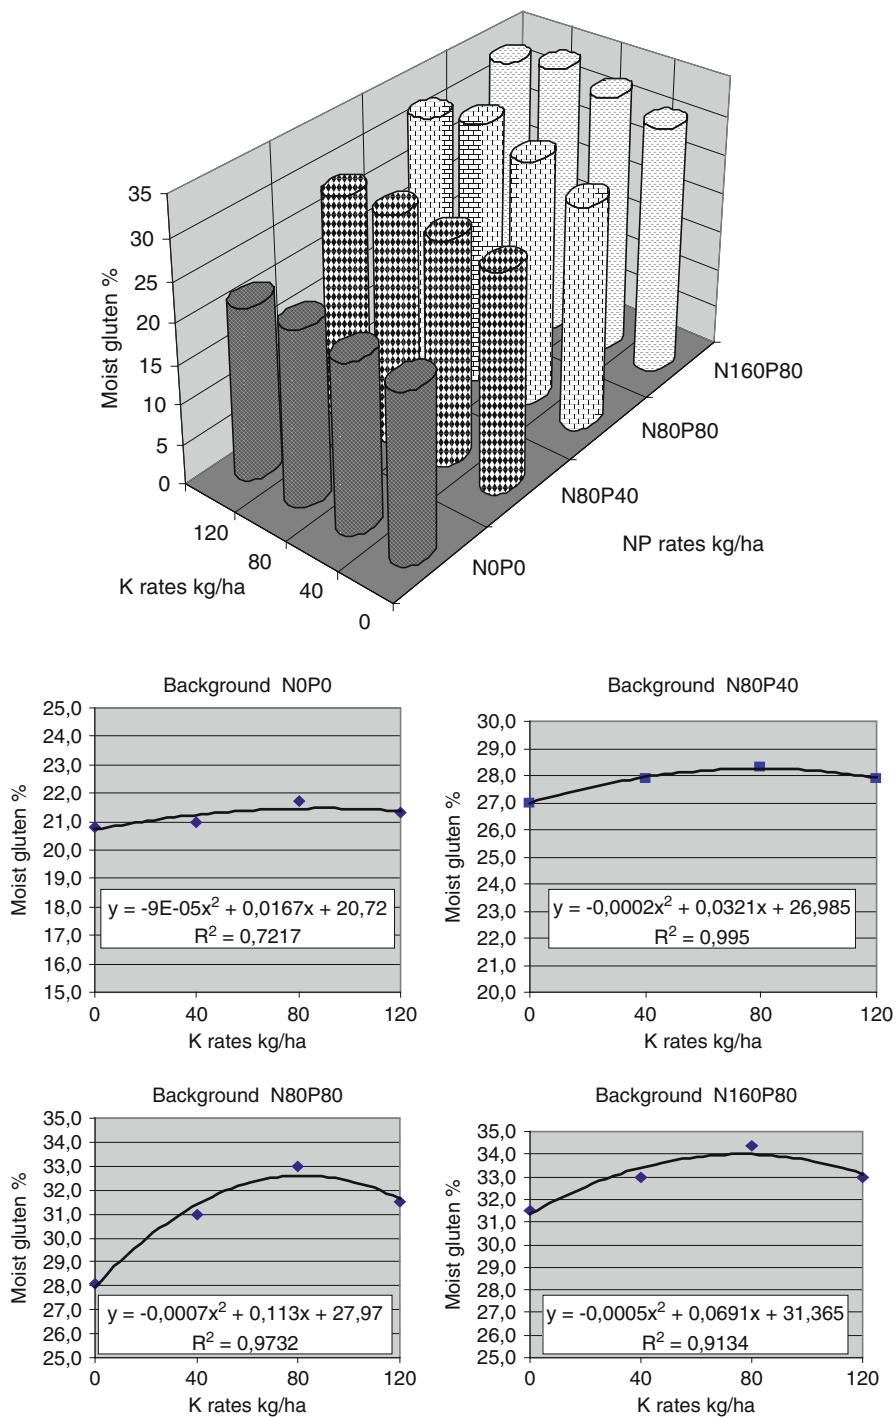 35
30
25
20
15
10
5
0
Moist gluten %
120
80
40
0
K rates kg/ha
N0P0
N80P40
N80P80
N160P80
NP rates kg/ha
Background N0P0
25,0
24,0
23,0
22,0
21,0
20,0
19,0
18,0
17,0
16,0
15,0
Moist gluten %
y = -9E-05x² + 0,0167x + 20,72
R² = 0,7217
0 40 80 120
K rates kg/ha
Background N80P40
30,0
29,0
28,0
27,0
26,0
25,0
24,0
23,0
22,0
21,0
20,0
Moist gluten %
y = -0,0002x² + 0,0321x + 26,985
R² = 0,995
0 40 80 120
K rates kg/ha
Background N80P80
35,0
34,0
33,0
32,0
31,0
30,0
29,0
28,0
27,0
26,0
25,0
Moist gluten %
y = -0,0007x² + 0,113x + 27,97
R² = 0,9732
0 40 80 120
K rates kg/ha
Background N160P80
35,0
34,0
33,0
32,0
31,0
30,0
29,0
28,0
27,0
26,0
25,0
Moist gluten %
y = -0,0005x² + 0,0691x + 31,365
R² = 0,9134
0 40 80 120
K rates kg/ha